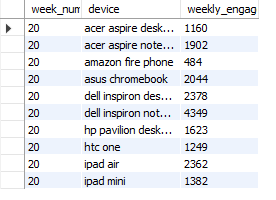 week_num device weekly_engag
20 acer aspire desk... 1160
20 acer aspire note... 1902
20 amazon fire phone 484
20 asus chromebook 2044
20 dell inspiron des... 2378
20 dell inspiron not... 4349
20 hp pavilion desk... 1623
20 htc one 1249
20 ipad air 2362
20 ipad mini 1382